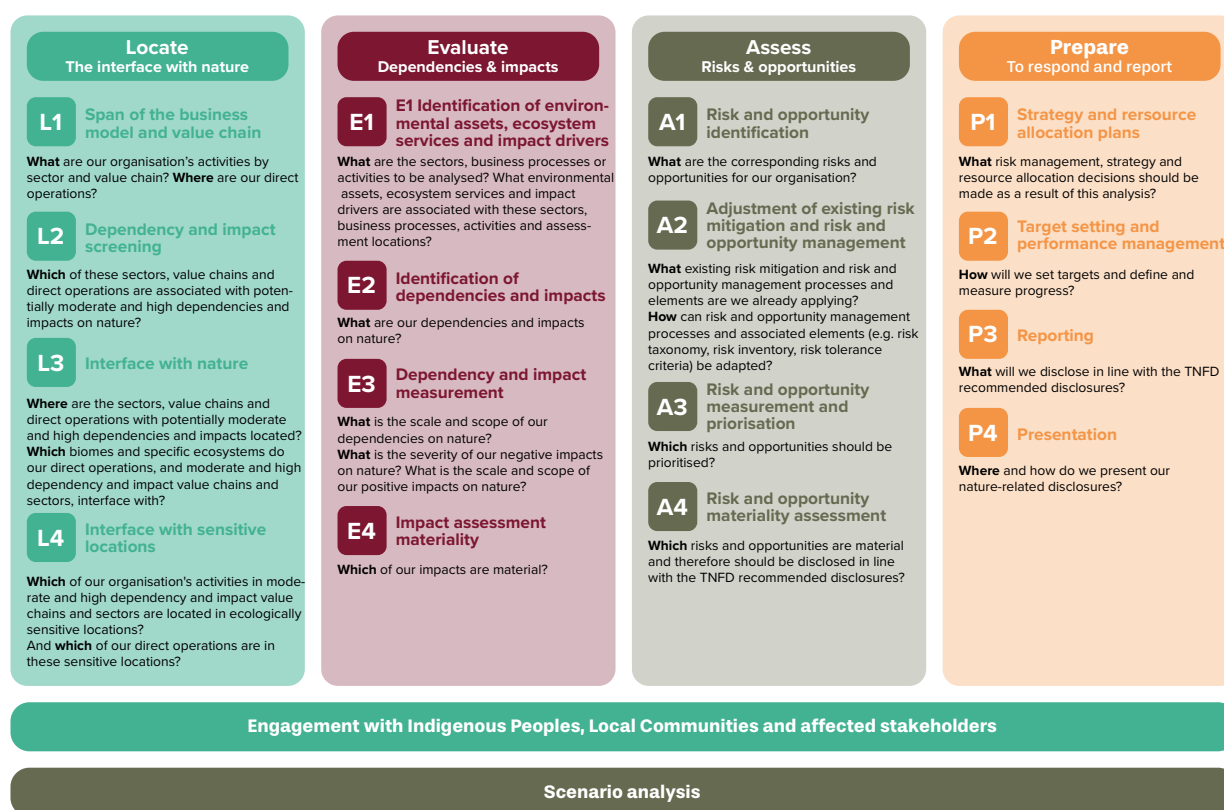 Locate
The interface with nature
L1
Span of the business
model and value chain
What are our organisation's activities by
sector and value chain? Where are our direct
operations?
L2
Dependency and impact
screening
Which of these sectors, value chains and
direct operations are associated with poten-
tially moderate and high dependencies and
impacts on nature?
L3
Interface with nature
Where are the sectors, value chains and
direct operations with potentially moderate
and high dependencies and impacts located?
Which biomes and specific ecosystems do
our direct operations, and moderate and high
dependency and impact value chains and
sectors, interface with?
L4
Interface with sensitive
locations
Which of our organisation's activities in mode-
rate and high dependency and impact value
chains and sectors are located in ecologically
sensitive locations?
And which of our direct operations are in
these sensitive locations?
Evaluate
Dependencies & impacts
E1
E1 Identification of environ-
mental assets, ecosystem
services and impact drivers
What are the sectors, business processes or
activities to be analysed? What environmental
assets, ecosystem services and impact
drivers are associated with these sectors,
business processes, activities and assess-
ment locations?
E2
Identification of
dependencies and impacts
What are our dependencies and impacts
on nature?
E3
Dependency and impact
measurement
What is the scale and scope of our
dependencies on nature?
What is the severity of our negative impacts
on nature? What is the scale and scope of
our positive impacts on nature?
E4
Impact assessment
materiality
Which of our impacts are material?
Assess
Risks & opportunities
A1
Risk and opportunity
identification
What are the corresponding risks and
opportunities for our organisation?
A2
Adjustment of existing risk
mitigation and risk and
opportunity management
What existing risk mitigation and risk and
opportunity management processes and
elements are we already applying?
How can risk and opportunity management
processes and associated elements (e.g. risk
taxonomy, risk inventory, risk tolerance
criteria) be adapted?
A3
Risk and opportunity
measurement and
priorisation
Which risks and opportunities should be
prioritised?
A4
Risk and opportunity
materiality assessment
Which risks and opportunities are material
and therefore should be disclosed in line
with the TNFD recommended disclosures?
Prepare
To respond and report
P1
Strategy and rersource
allocation plans
What risk management, strategy and
resource allocation decisions should be
made as a result of this analysis?
P2
Target setting and
performance management
How will we set targets and define and
measure progress?
P3
Reporting
What will we disclose in line with the TNFD
recommended disclosures?
P4
Presentation
Where and how do we present our
nature-related disclosures?
Engagement with Indigenous Peoples, Local Communities and affected stakeholders
Scenario analysis